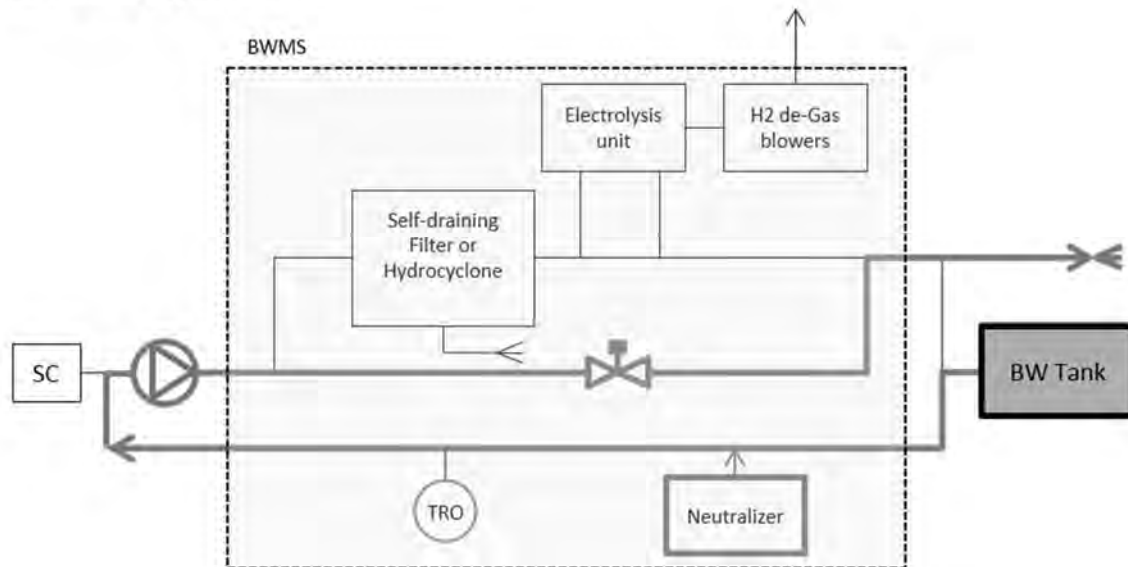 BWMS
Electrolysis
unit
H2 de-Gas
blowers
Self-draining
Filter or
Hydrocyclone
SC
BW Tank
TRO
Neutralizer